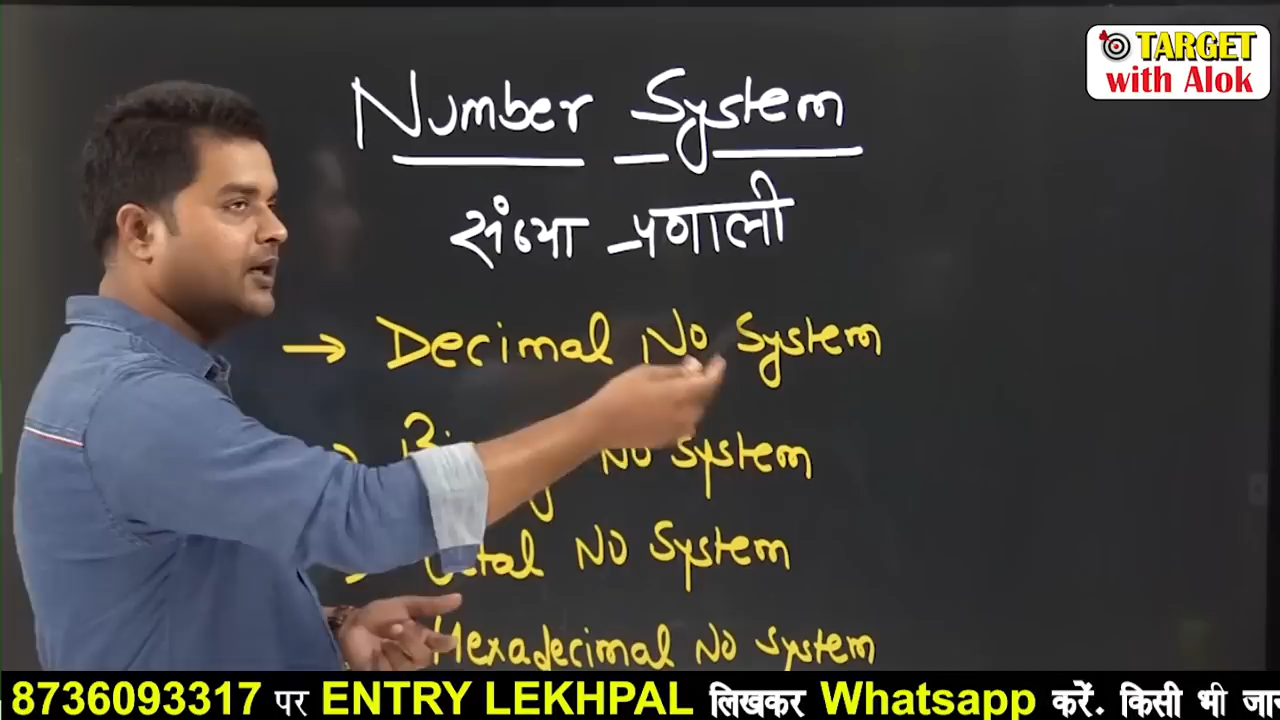 TARGET
with Alok
Number System
संख्या प्रणाली
→ Decimal No System
No System
No System
Hexadecimal No System
8736093317 पर ENTRY LEKHPAL लिखकर Whatsapp करें. किसी भी